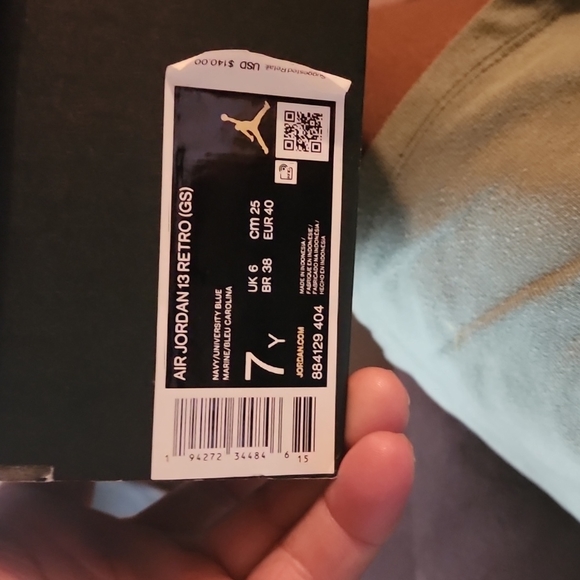 Suggested Retail USD $140.00
AIR JORDAN 13 RETRO (GS)
NAVY/UNIVERSITY BLUE
MARINE/BLEU CAROLINA
UK 6 cm 25
BR 38 EUR 40
7 Y
MADE IN INDONESIA /
FABRIQUÉ EN INDONÉSIE /
FABRICADO NA INDONÉSIA /
HECHO EN INDONESIA
JORDAN.COM
884129 404
1 94272 34484 6 15